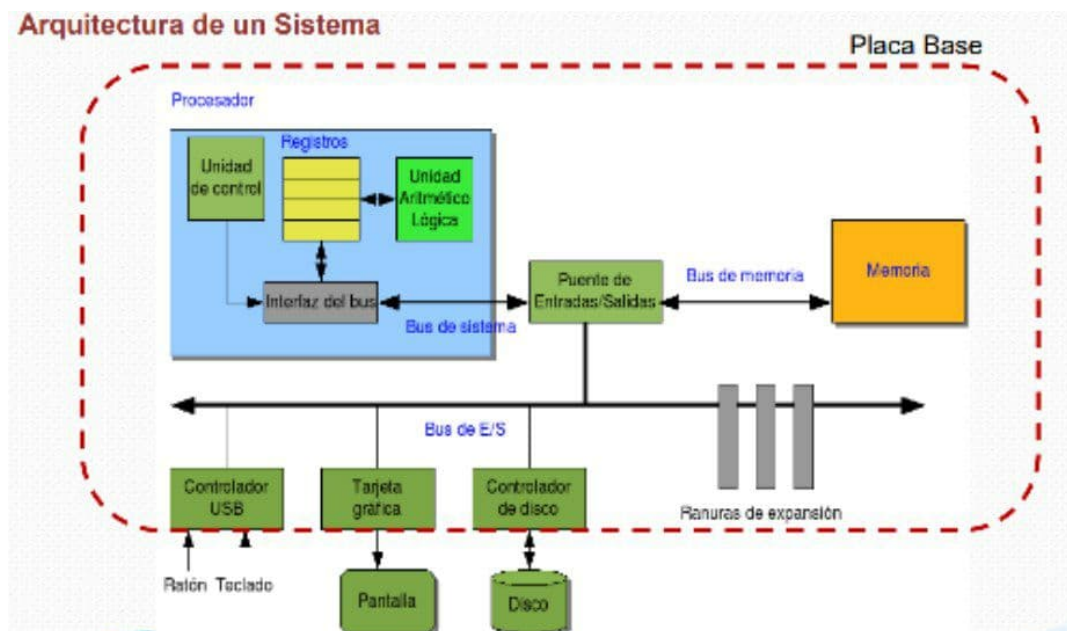 Arquitectura de un Sistema
Placa Base
Procesador
Unidad
de control
Registros
Unidad
Aritmético
Lógica
Interfaz del bus
Bus de sistema
Puente de
Entradas/Salidas
Bus de memoria
Memoria
Bus de E/S
Controlador
USB
Tarjeta
gráfica
Controlador
de disco
Ranuras de expansión
Ratón Teclado
Pantalla
Disco